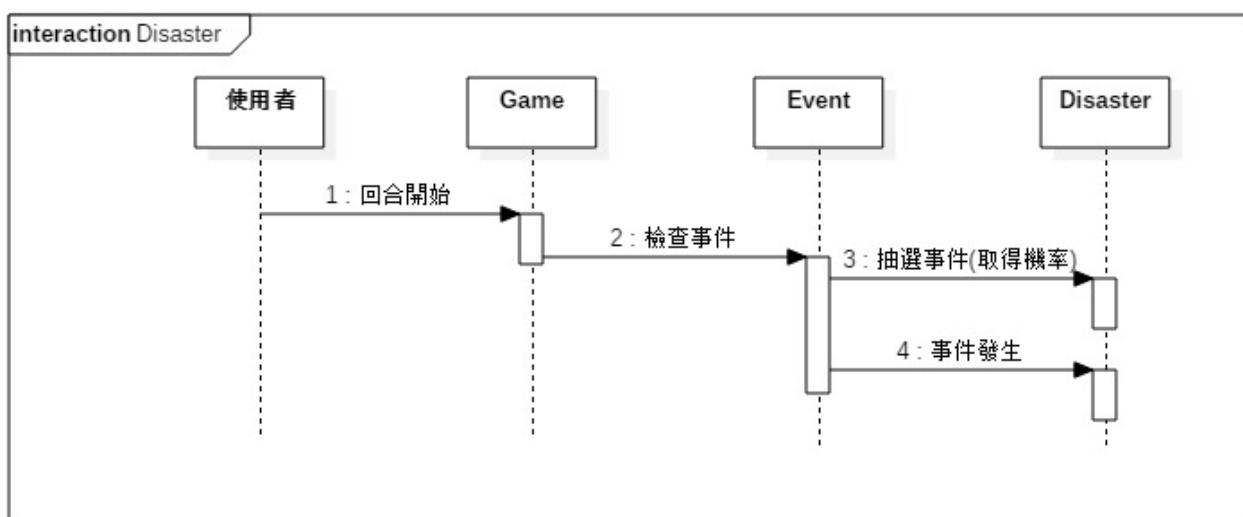 interaction Disaster
使用者
Game
Event
Disaster
1 : 回合開始
2 : 檢查事件
3 : 抽選事件(取得機率)
4 : 事件發生